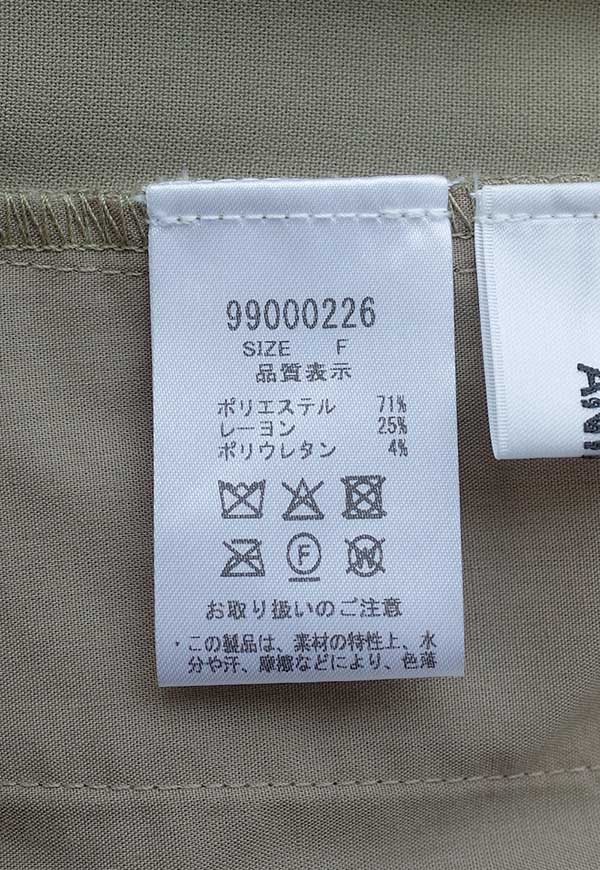 99000226
SIZE F
品質表示
ポリエステル 71%
レーヨン 25%
ポリウレタン 4%
F
W
お取り扱いのご注意
・この製品は、素材の特性上、水
分や汗、摩擦などにより、色落